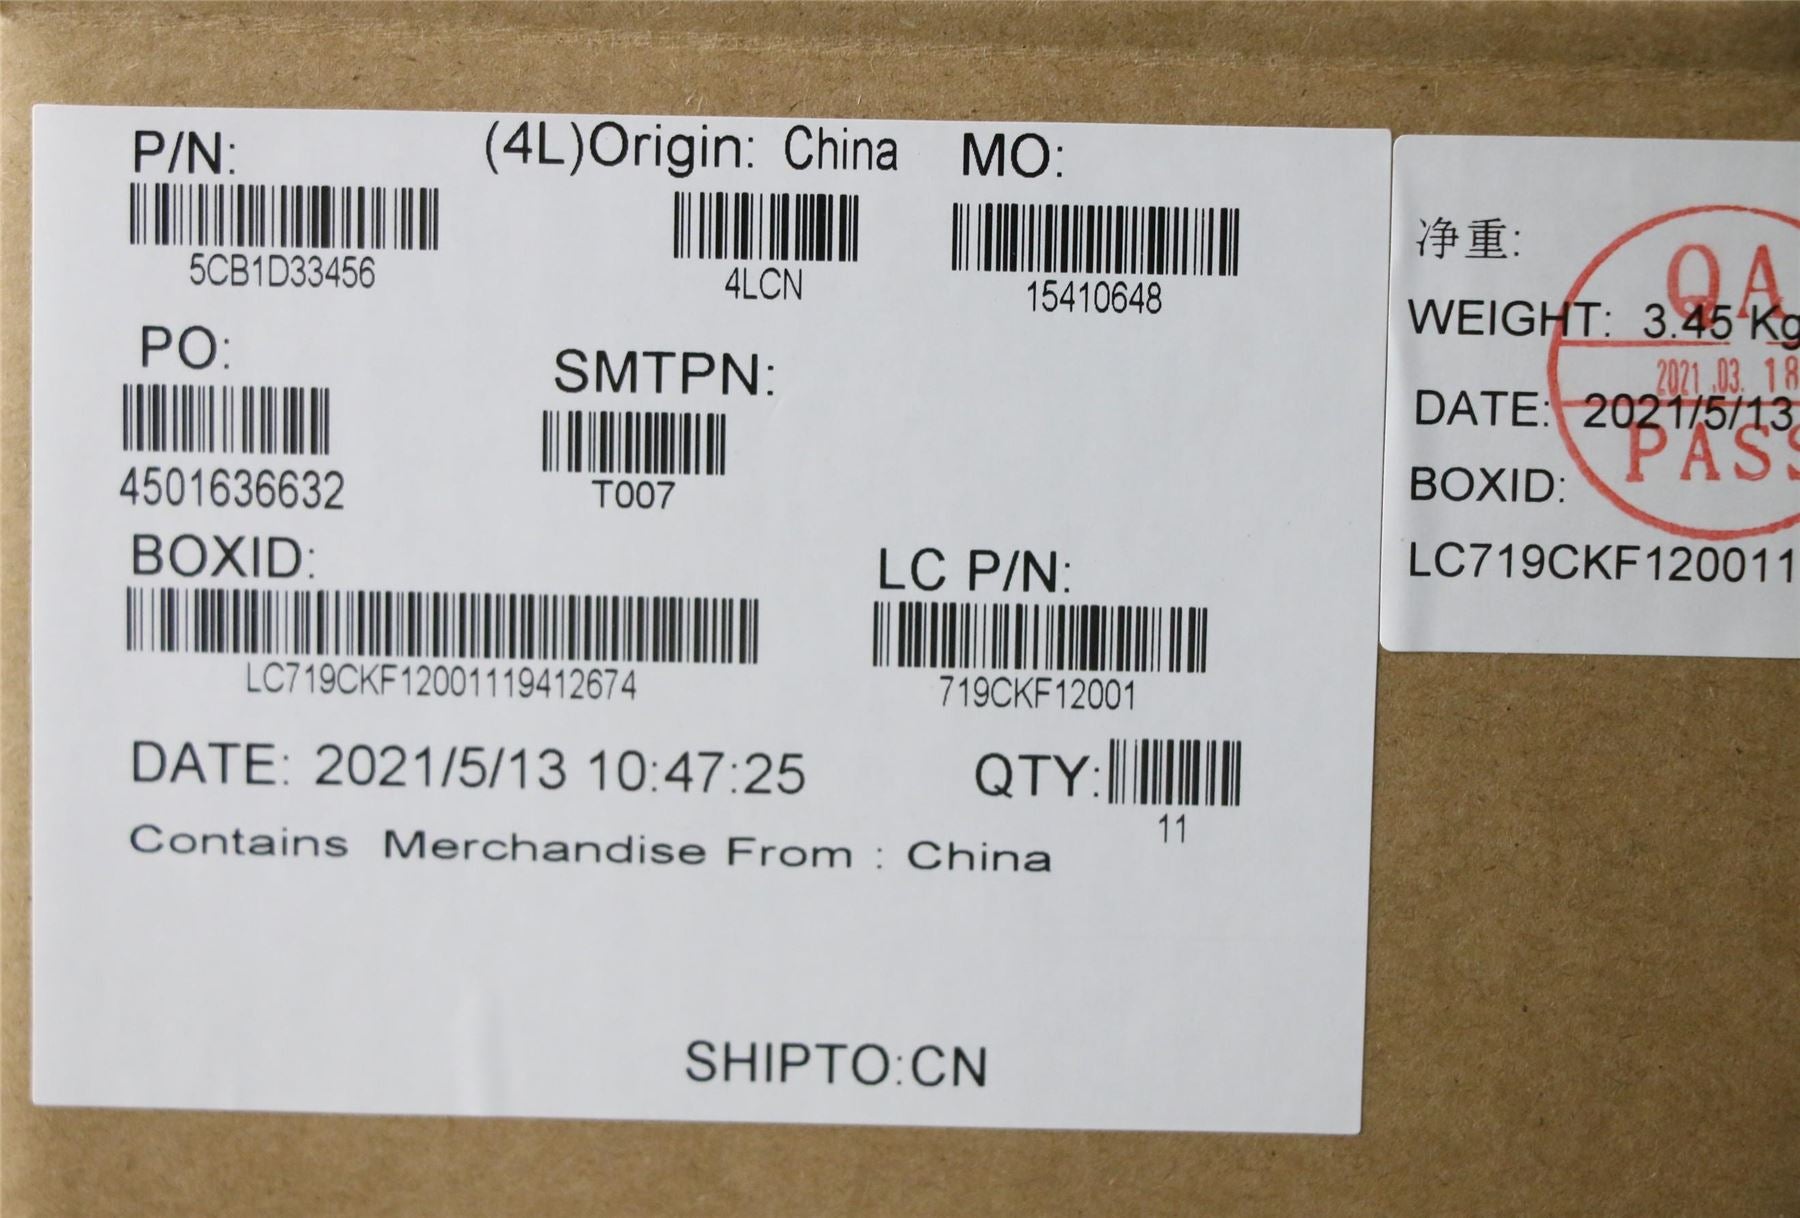 P/N:
5CB1D33456
(4L)Origin: China
4LCN
MO:
15410648
PO:
4501636632
SMTPN:
T007
BOXID:
LC719CKF12001119412674
LC P/N:
719CKF12001
DATE: 2021/5/13 10:47:25
QTY:
11
Contains Merchandise From : China
SHIPTO:CN
净重:
WEIGHT: 3.45 Kg
DATE: 2021/5/13
BOXID:
LC719CKF120011
QA
2021.03.18
PASS